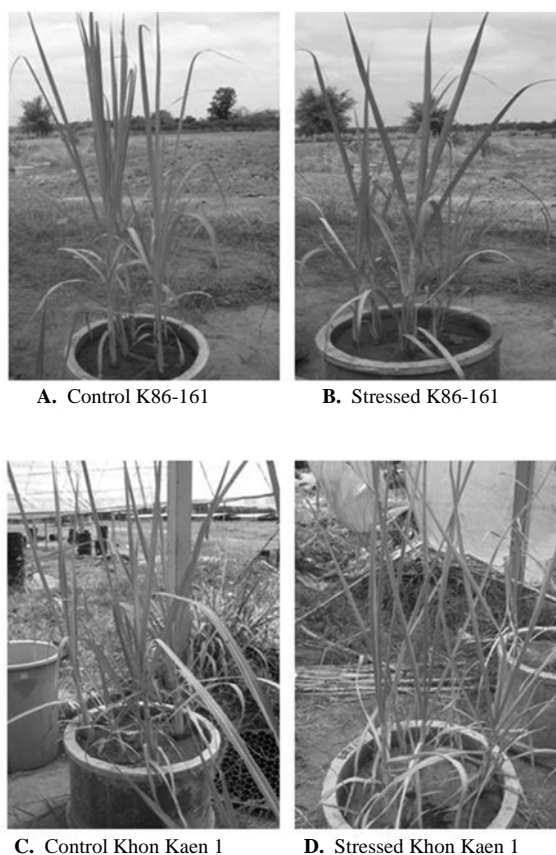 A. Control K86-161
B. Stressed K86-161
C. Control Khon Kaen 1
D. Stressed Khon Kaen 1